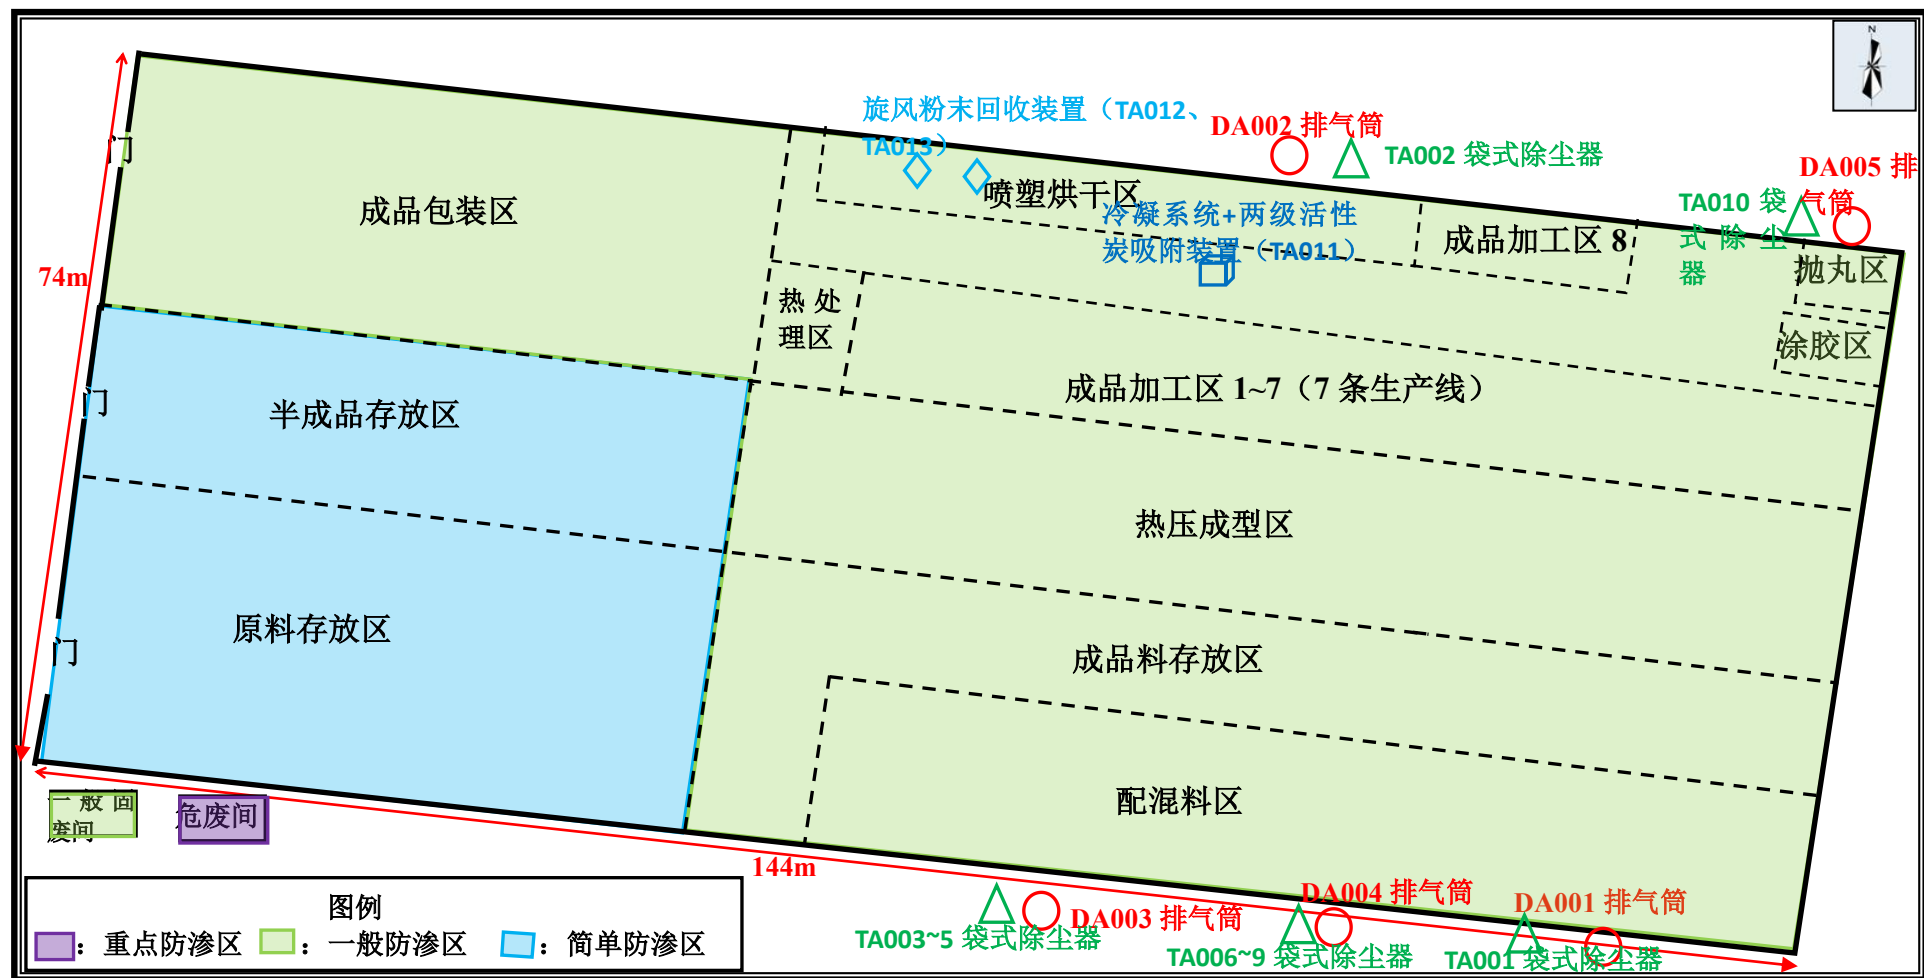 N
旋风粉末回收装置（TA012、
TA013）
DA002 排气筒
TA002 袋式除尘器
DA005 排
气筒
TA010 袋
式除尘
器
门
成品包装区
喷塑烘干区
冷凝系统+两级活性
炭吸附装置（TA011）
成品加工区 8
抛丸区
74m
热处
理区
涂胶区
门
半成品存放区
成品加工区 1~7（7 条生产线）
热压成型区
门
原料存放区
成品料存放区
配混料区
一般固
废间
危废间
144m
DA003 排气筒
TA003~5 袋式除尘器
DA004 排气筒
TA006~9 袋式除尘器
DA001 排气筒
TA001 袋式除尘器
图例
：重点防渗区
：一般防渗区
：简单防渗区